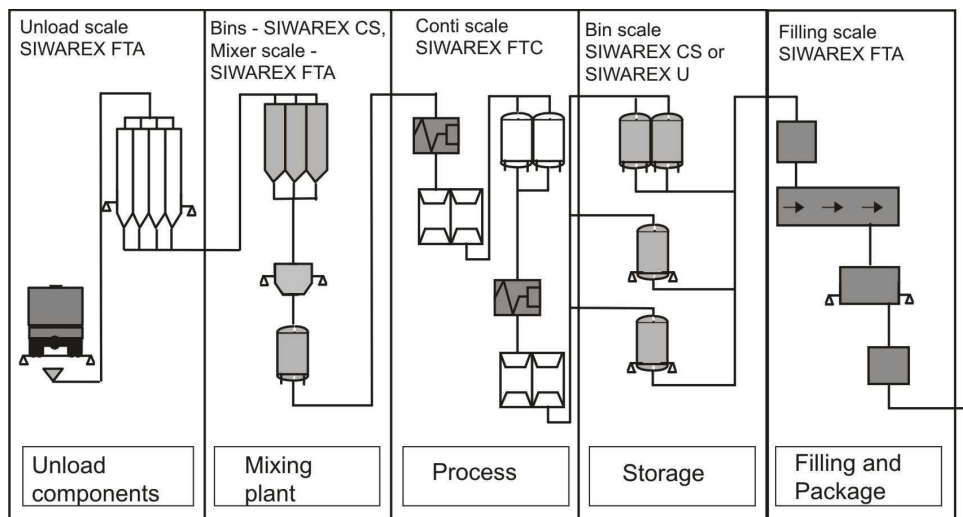 Unload scale
SIWAREX FTA
Bins - SIWAREX CS,
Mixer scale -
SIWAREX FTA
Conti scale
SIWAREX FTC
Bin scale
SIWAREX CS or
SIWAREX U
Filling scale
SIWAREX FTA
Unload
components
Mixing
plant
Process
Storage
Filling and
Package